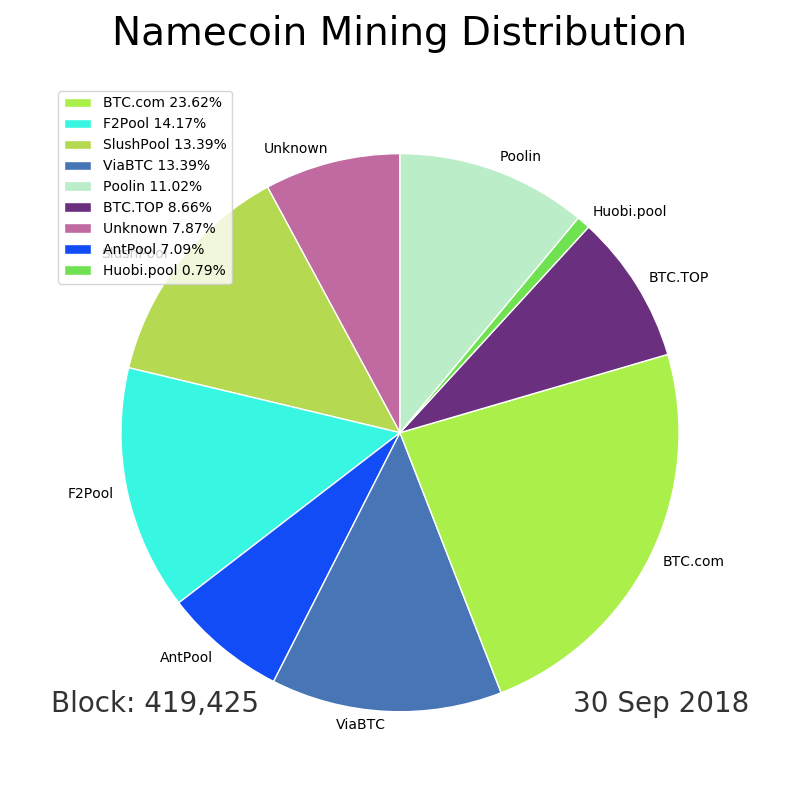 Namecoin Mining Distribution
BTC.com 23.62%
F2Pool 14.17%
SlushPool 13.39%
ViaBTC 13.39%
Poolin 11.02%
BTC.TOP 8.66%
Unknown 7.87%
AntPool 7.09%
Huobi.pool 0.79%
Unknown
Poolin
Huobi.pool
SlushPool
BTC.TOP
F2Pool
BTC.com
AntPool
Block: 419,425
30 Sep 2018
ViaBTC